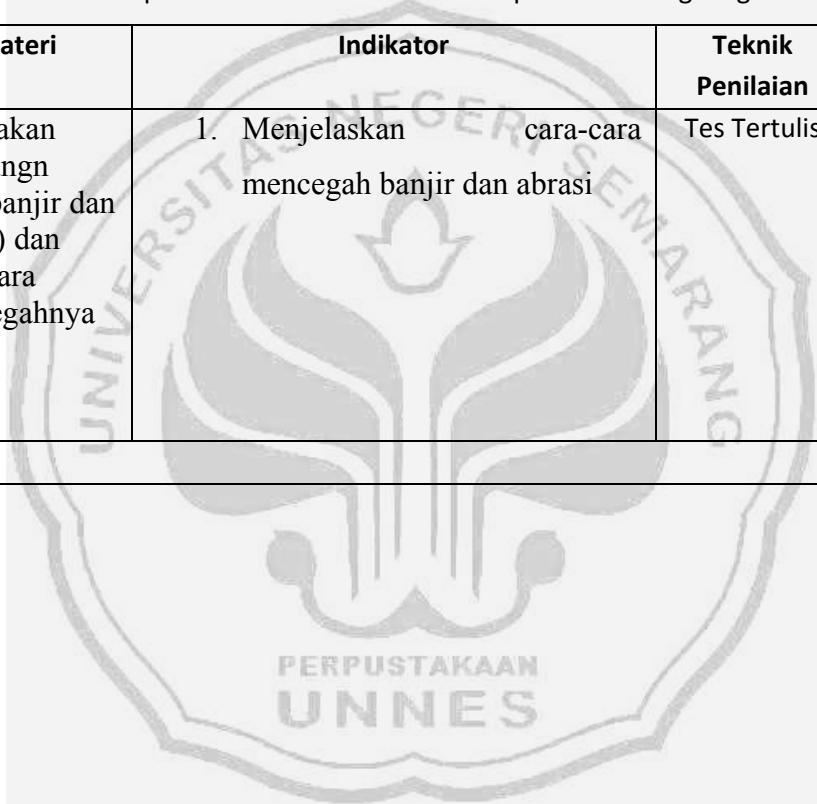 ateri Indikator Teknik
Penilaian
akan 1. Menjelaskan cara-cara Tes Tertulis
ngn mencegah banjir dan abrasi
banjir dan
) dan
ara
egahnya
UNIVERSITAS NEGERI SEMARANG
PERPUSTAKAAN
UNNES